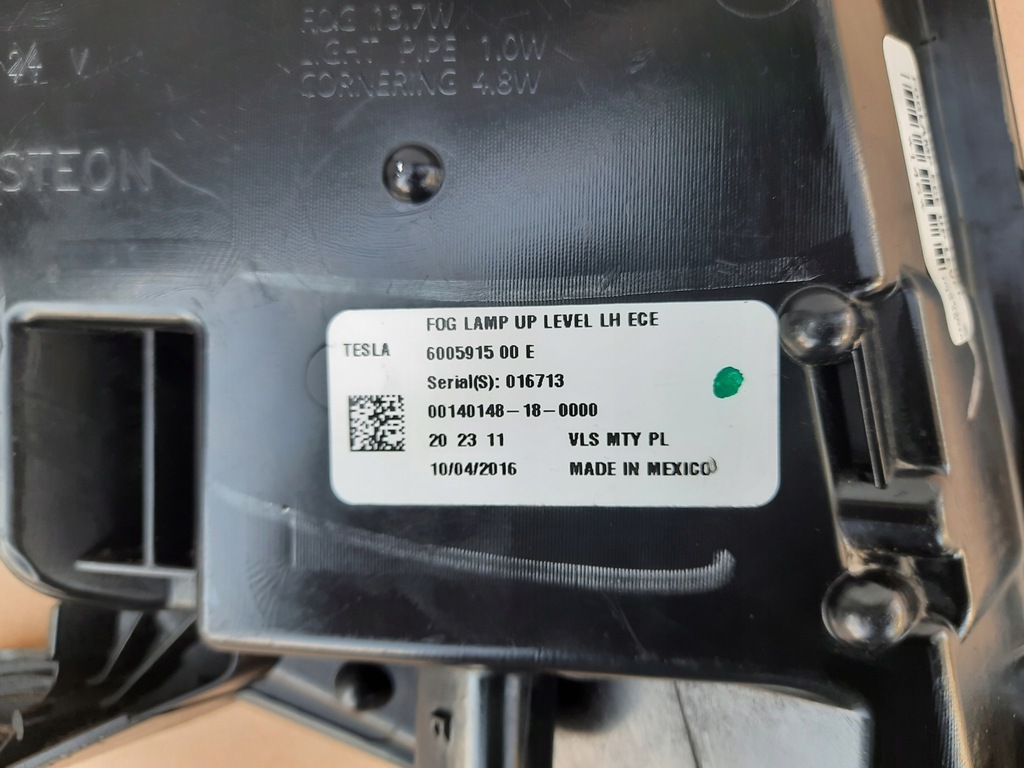 FOG 13.7W
LIGHT PIPE 1.0W
24 V
CORNERING 4.8W
STEON
FOG LAMP UP LEVEL LH ECE
TESLA
6005915 00 E
Serial(S): 016713
00140148-18-0000
20 23 11 VLS MTY PL
10/04/2016 MADE IN MEXICO